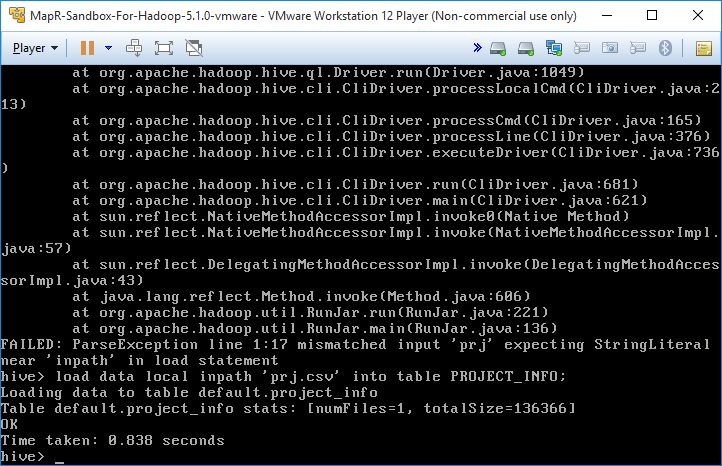 MapR-Sandbox-For-Hadoop-5.1.0-vmware - VMware Workstation 12 Player (Non-commercial use only)
Player
        at org.apache.hadoop.hive.ql.Driver.run(Driver.java:1049)
        at org.apache.hadoop.hive.cli.CliDriver.processLocalCmd(CliDriver.java:2
13)
        at org.apache.hadoop.hive.cli.CliDriver.processCmd(CliDriver.java:165)
        at org.apache.hadoop.hive.cli.CliDriver.processLine(CliDriver.java:376)
        at org.apache.hadoop.hive.cli.CliDriver.executeDriver(CliDriver.java:736
)
        at org.apache.hadoop.hive.cli.CliDriver.run(CliDriver.java:681)
        at org.apache.hadoop.hive.cli.CliDriver.main(CliDriver.java:621)
        at sun.reflect.NativeMethodAccessorImpl.invoke0(Native Method)
        at sun.reflect.NativeMethodAccessorImpl.invoke(NativeMethodAccessorImpl.
java:57)
        at sun.reflect.DelegatingMethodAccessorImpl.invoke(DelegatingMethodAcces
sorImpl.java:43)
        at java.lang.reflect.Method.invoke(Method.java:606)
        at org.apache.hadoop.util.RunJar.run(RunJar.java:221)
        at org.apache.hadoop.util.RunJar.main(RunJar.java:136)
FAILED: ParseException line 1:17 mismatched input 'prj' expecting StringLiteral
near 'inpath' in load statement
hive> load data local inpath 'prj.csv' into table PROJECT_INFO;
Loading data to table default.project_info
Table default.project_info stats: [numFiles=1, totalSize=136366]
OK
Time taken: 0.838 seconds
hive> _